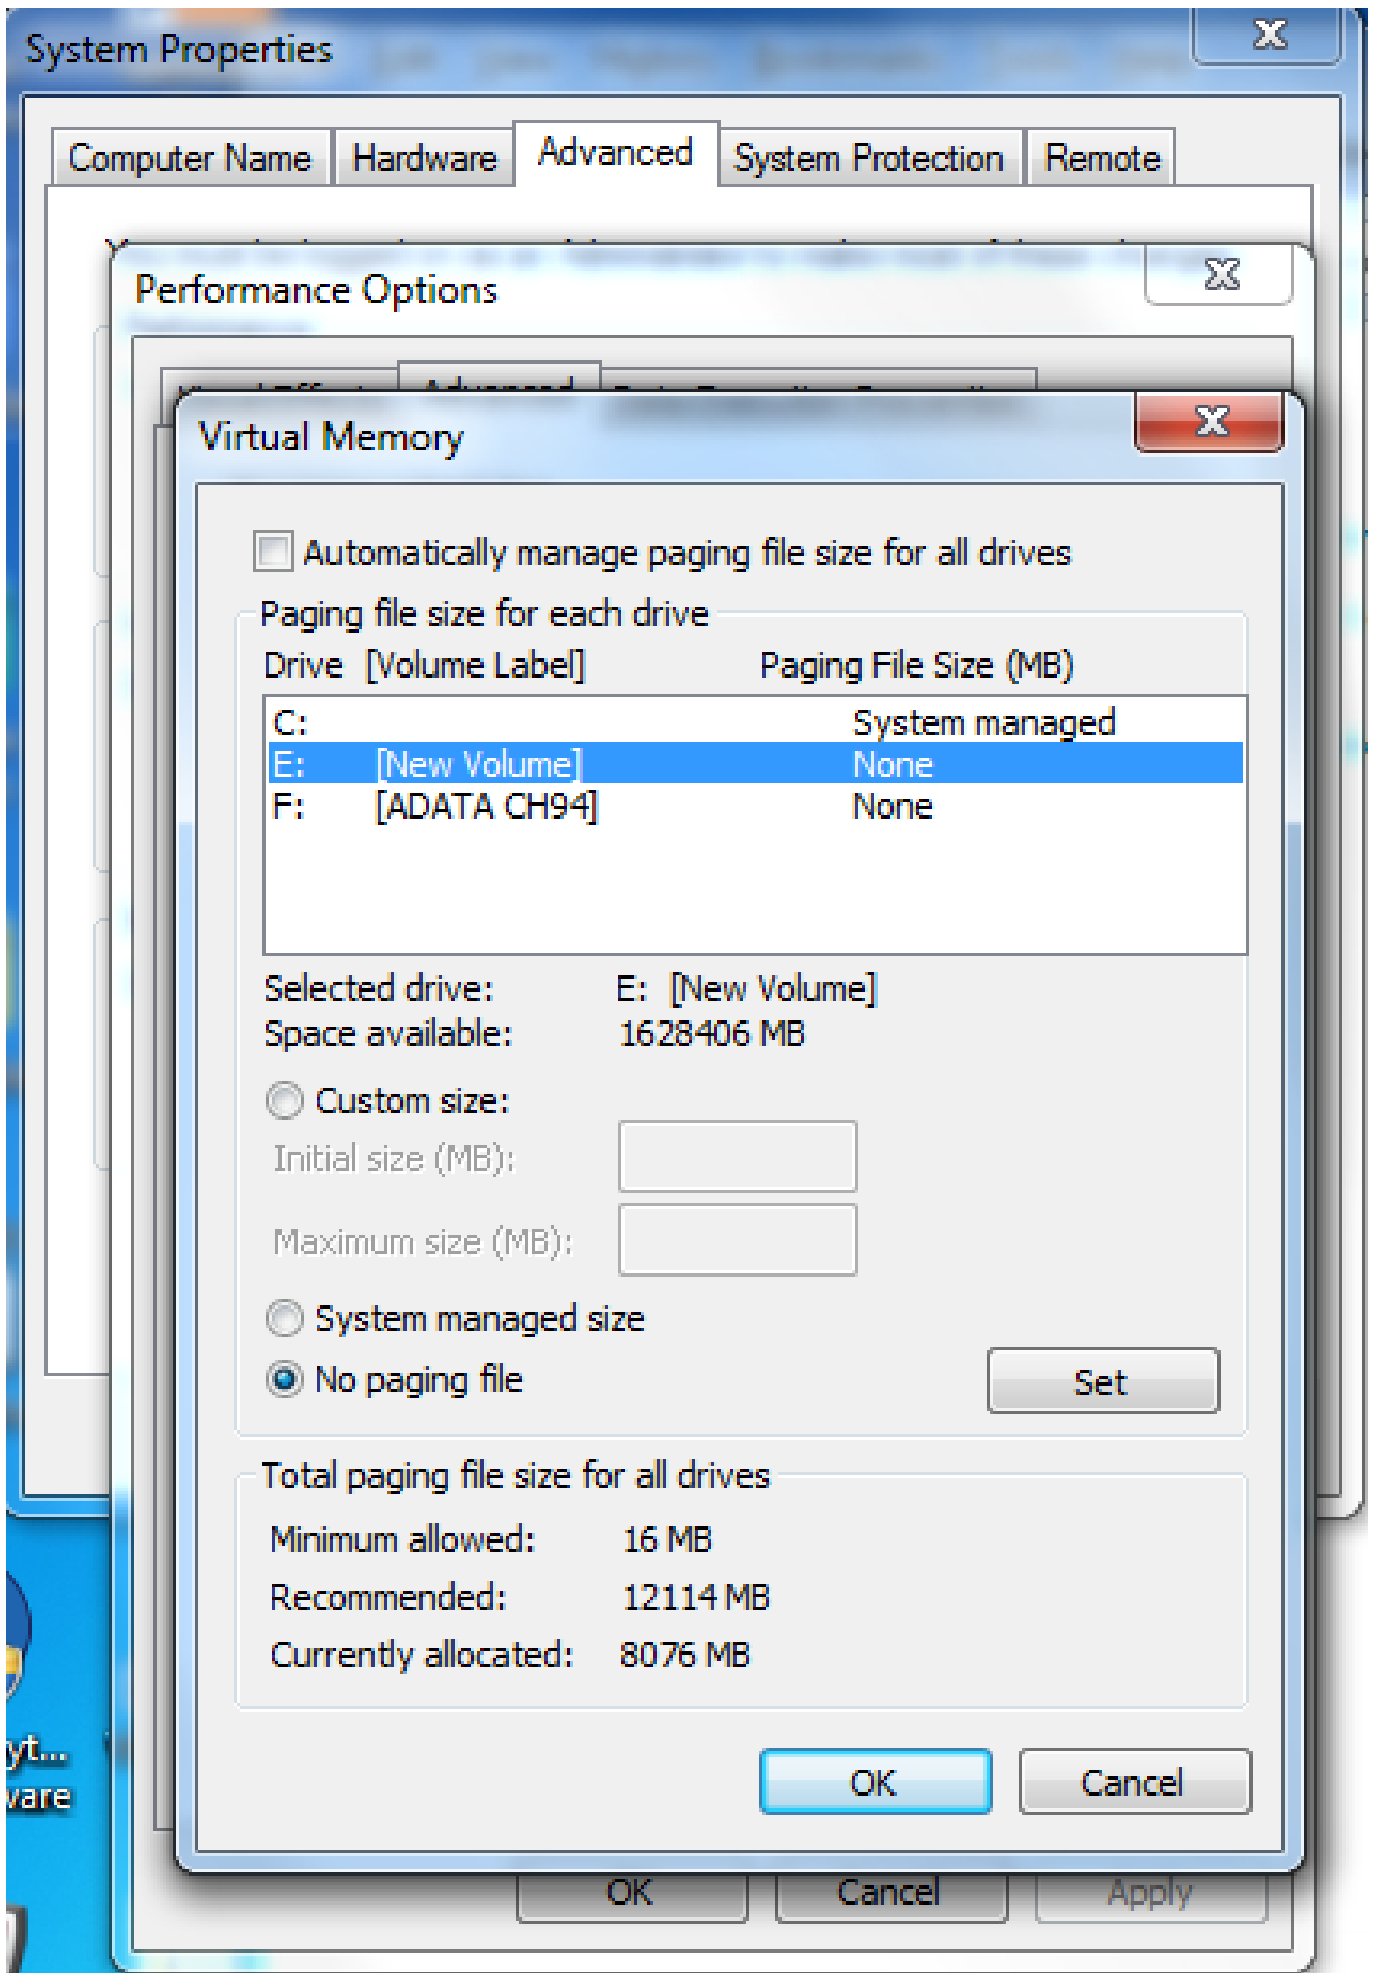 System Properties
Computer Name Hardware Advanced System Protection Remote
Performance Options
Advanced
Virtual Memory
Automatically manage paging file size for all drives
Paging file size for each drive
Drive [Volume Label] Paging File Size (MB)
C: System managed
E: [New Volume] None
F: [ADATA CH94] None
Selected drive: E: [New Volume]
Space available: 1628406 MB
Custom size:
Initial size (MB):
Maximum size (MB):
System managed size
No paging file
Set
Total paging file size for all drives
Minimum allowed: 16 MB
Recommended: 12114 MB
Currently allocated: 8076 MB
OK Cancel
OK Cancel Apply
yt...
ware